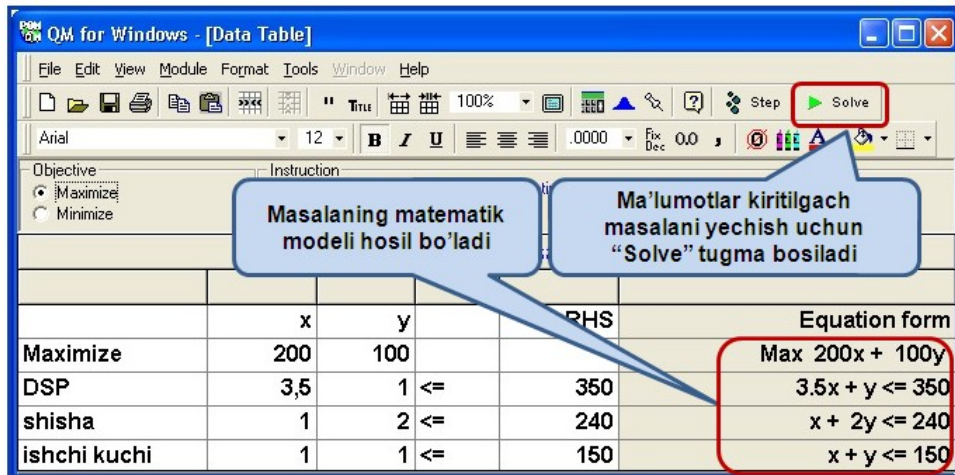 QM for Windows - [Data Table]
File Edit View Module Format Tools Window Help
TITLE 100% Step Solve
Arial 12 B I U .0000 Fix Dec 0.0 , A
Objective
Instruction
Maximize
Minimize
Masalaning matematik
modeli hosil bo'ladi
Ma'lumotlar kiritilgach
masalani yechish uchun
“Solve” tugma bosiladi
x y RHS Equation form
Maximize 200 100 Max 200x + 100y
DSP 3,5 1 <= 350 3.5x + y <= 350
shisha 1 2 <= 240 x + 2y <= 240
ishchi kuchi 1 1 <= 150 x + y <= 150